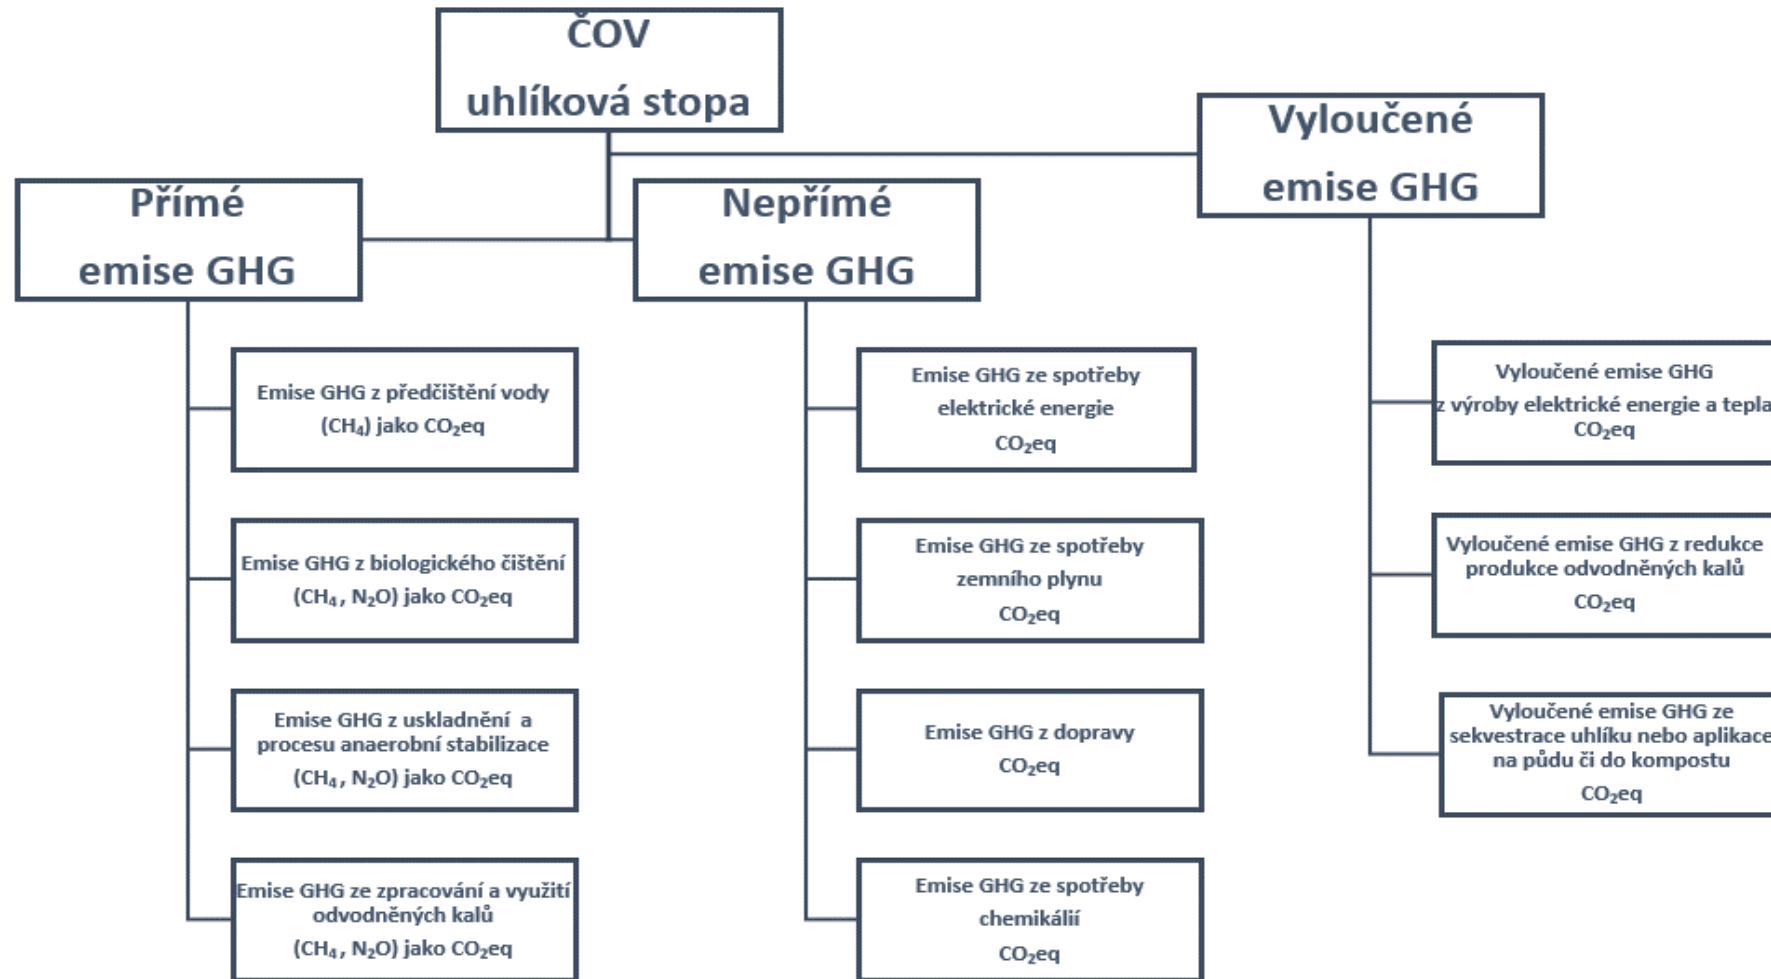 ČOV
uhlíková stopa
Přímé
emise GHG
Emise GHG z předčištění vody
(CH₄) jako CO₂eq
Emise GHG z biologického čištění
(CH₄, N₂O) jako CO₂eq
Emise GHG z uskladnění a
procesu anaerobní stabilizace
(CH₄, N₂O) jako CO₂eq
Emise GHG ze zpracování a využití
odvodněných kalů
(CH₄, N₂O) jako CO₂eq
Nepřímé
emise GHG
Emise GHG ze spotřeby
elektrické energie
CO₂eq
Emise GHG ze spotřeby
zemního plynu
CO₂eq
Emise GHG z dopravy
CO₂eq
Emise GHG ze spotřeby
chemikálií
CO₂eq
Vyloučené
emise GHG
Vyloučené emise GHG
z výroby elektrické energie a tepla
CO₂eq
Vyloučené emise GHG z redukce
produkce odvodněných kalů
CO₂eq
Vyloučené emise GHG ze
sekvestrace uhlíku nebo aplikace
na půdu či do kompostu
CO₂eq